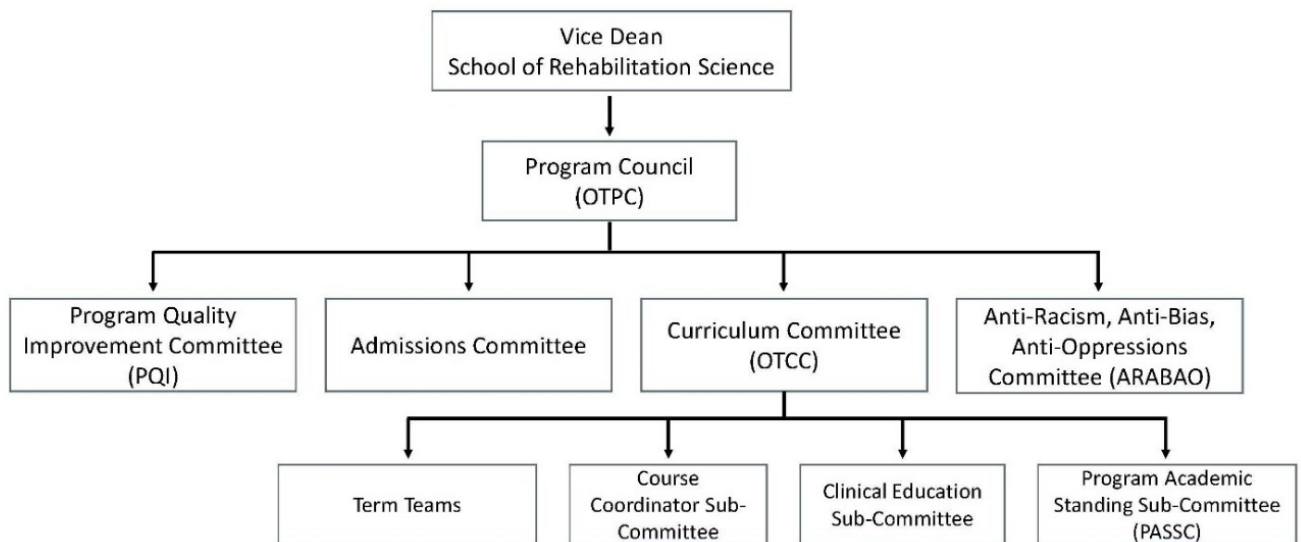 Vice Dean
School of Rehabilitation Science
Program Council
(OTPC)
Program Quality
Improvement Committee
(PQI)
Admissions Committee
Curriculum Committee
(OTCC)
Anti-Racism, Anti-Bias,
Anti-Oppressions
Committee (ARABAO)
Term Teams
Course
Coordinator Sub-
Committee
Clinical Education
Sub-Committee
Program Academic
Standing Sub-Committee
(PASSC)